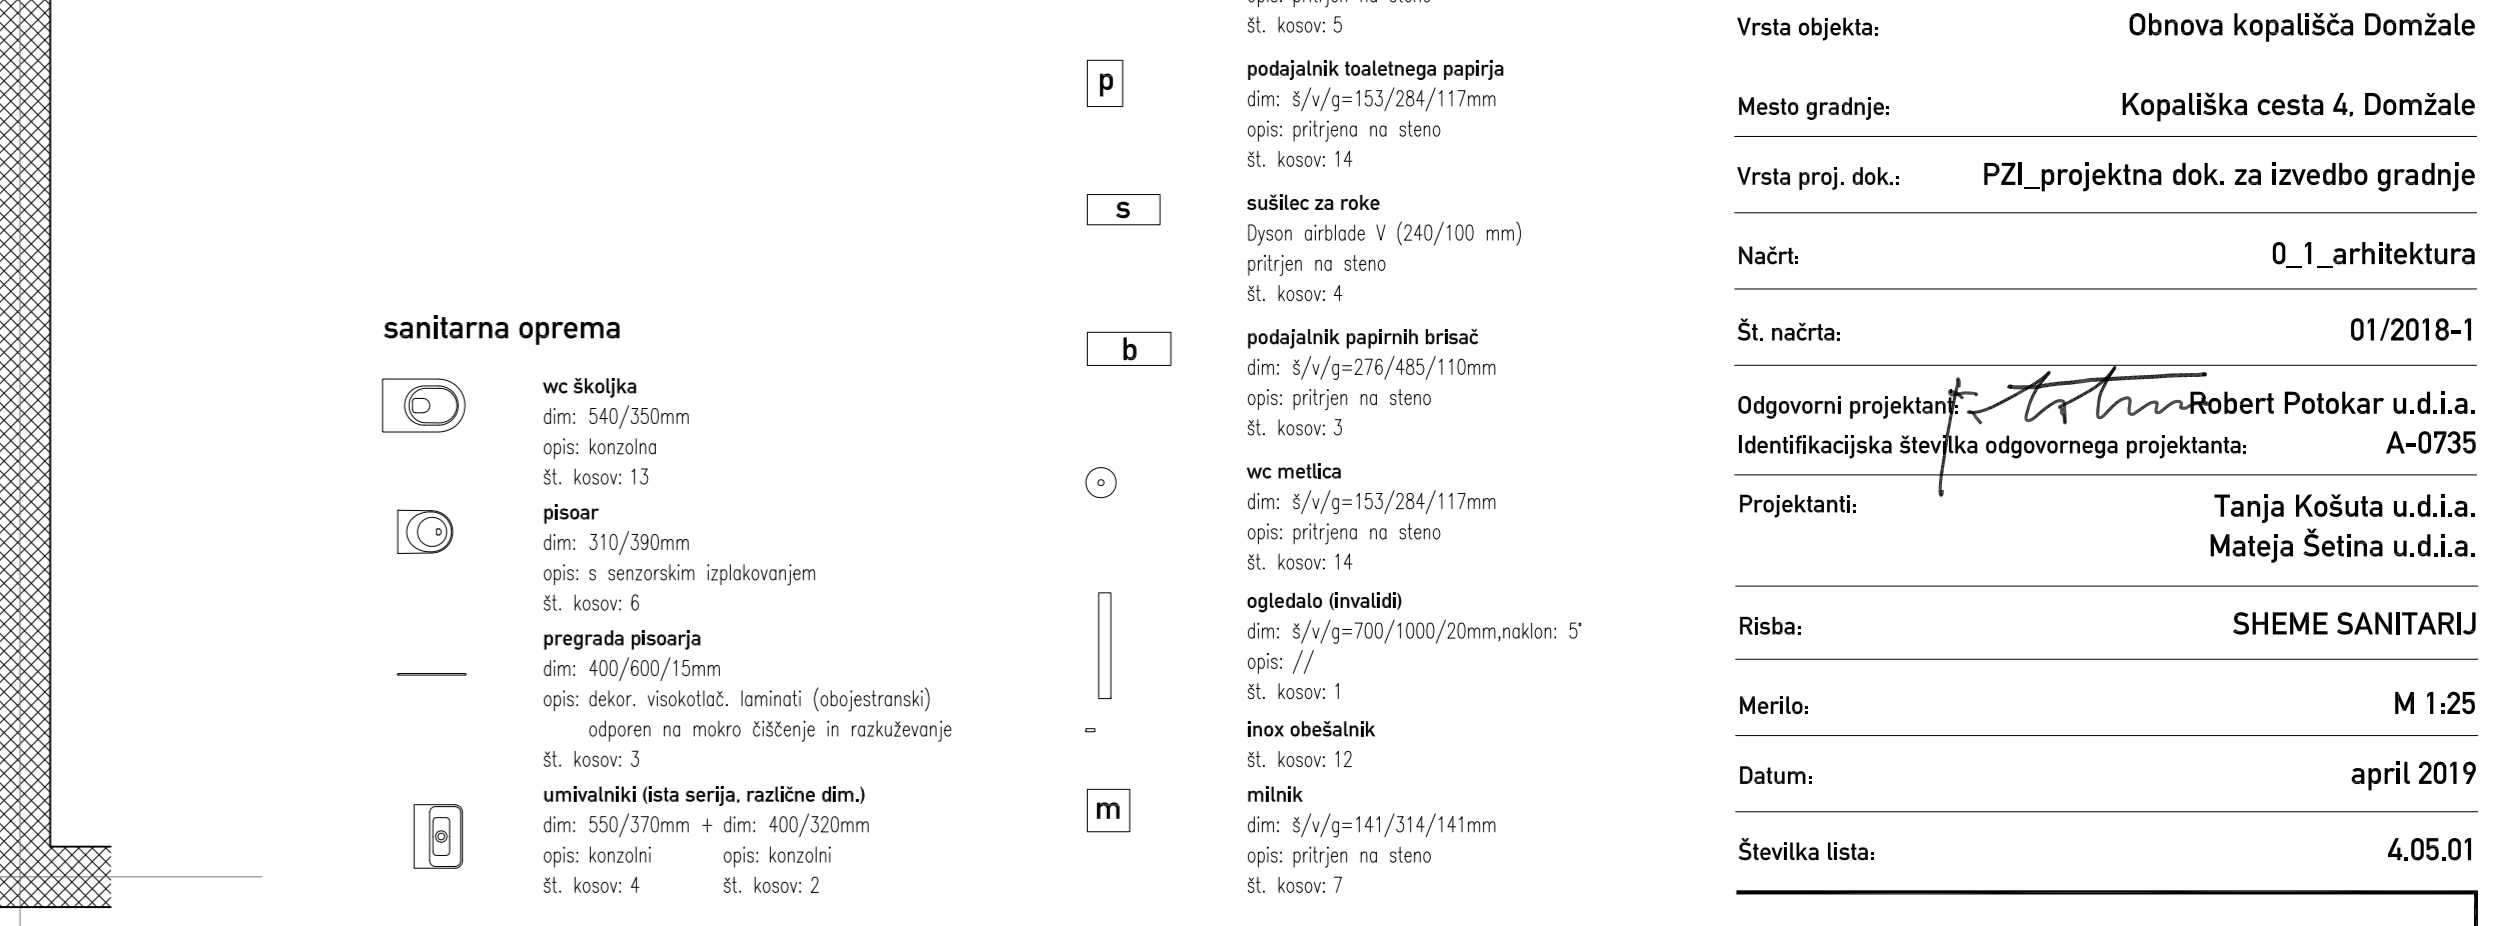 sanitarna oprema
wc školjka
dim: 540/350mm
opis: konzolna
št. kosov: 13
pisoar
dim: 310/390mm
opis: s senzorskim izplakovanjem
št. kosov: 6
pregrada pisoarja
dim: 400/600/15mm
opis: dekor. visokotlač. laminati (obojestranski)
odporen na mokro čiščenje in razkuževanje
št. kosov: 3
umivalniki (ista serija, različne dim.)
dim: 550/370mm + dim: 400/320mm
opis: konzolni opis: konzolni
št. kosov: 4 št. kosov: 2
opis: pritrjen na steno
št. kosov: 5
p
podajalnik toaletnega papirja
dim: š/v/g=153/284/117mm
opis: pritrjena na steno
št. kosov: 14
s
sušilec za roke
Dyson airblade V (240/100 mm)
pritrjen na steno
št. kosov: 4
b
podajalnik papirnih brisač
dim: š/v/g=276/485/110mm
opis: pritrjen na steno
št. kosov: 3
wc metlica
dim: š/v/g=153/284/117mm
opis: pritrjena na steno
št. kosov: 14
ogledalo (invalidi)
dim: š/v/g=700/1000/20mm,naklon: 5°
opis: //
št. kosov: 1
inox obešalnik
št. kosov: 12
m
milnik
dim: š/v/g=141/314/141mm
opis: pritrjen na steno
št. kosov: 7
Vrsta objekta: Obnova kopališča Domžale
Mesto gradnje: Kopališka cesta 4, Domžale
Vrsta proj. dok.: PZI_projektna dok. za izvedbo gradnje
Načrt: 0_1_arhitektura
Št. načrta: 01/2018-1
Odgovorni projektant: Robert Potokar u.d.i.a.
Identifikacijska številka odgovornega projektanta: A-0735
Projektanti: Tanja Košuta u.d.i.a.
Mateja Šetina u.d.i.a.
Risba: SHEME SANITARIJ
Merilo: M 1:25
Datum: april 2019
Številka lista: 4.05.01